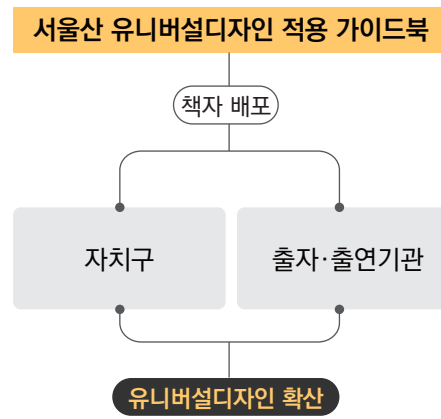 서울산 유니버설디자인 적용 가이드북
책자 배포
자치구
출자·출연기관
유니버설디자인 확산